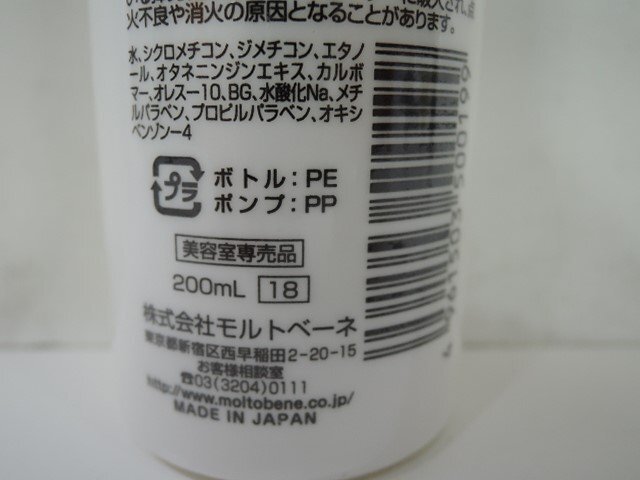 火不良や消火の原因となることがあります。
水、シクロメチコン、ジメチコン、エタノ
ール、オタネニンジンエキス、カルボ
マー、オレス－10、BG、水酸化Na、メチ
ルパラベン、プロピルパラベン、オキシ
ベンゾン－4
プラ
ボトル：PE
ポンプ：PP
美容室専売品
200mL 18
株式会社モルトベーネ
東京都新宿区西早稲田2-20-15
お客様相談室
☎03(3204)0111
http://www.moltobene.co.jp/
MADE IN JAPAN